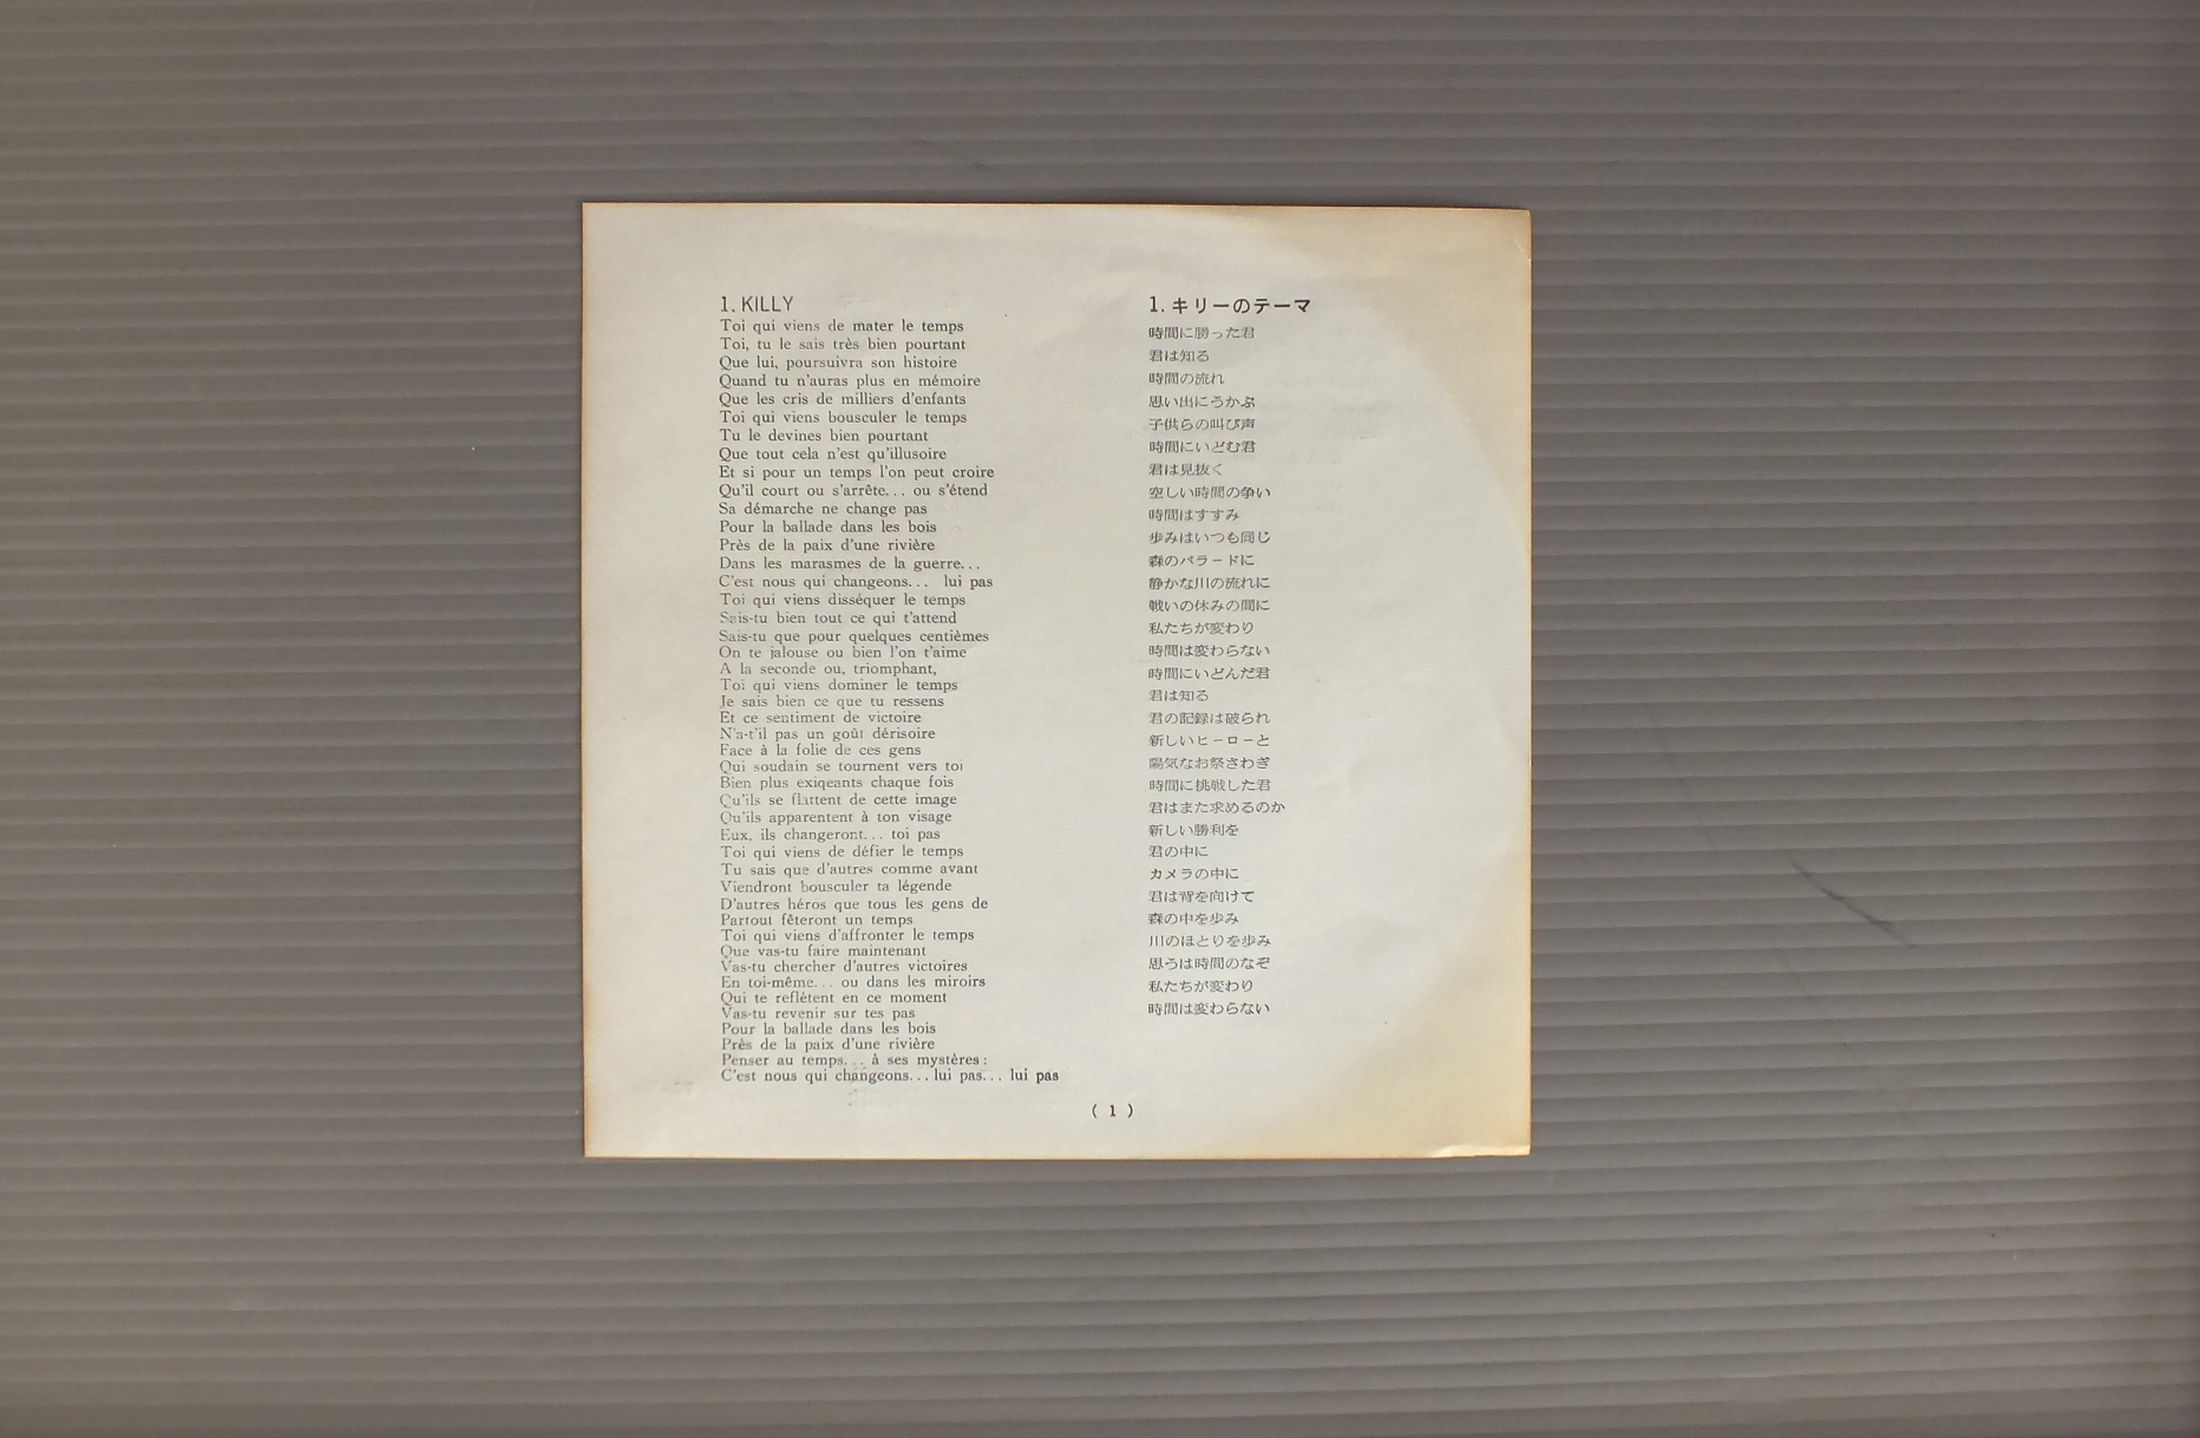 1. KILLY
Toi qui viens de mater le temps
Toi, tu le sais très bien pourtant
Que lui, poursuivra son histoire
Quand tu n'auras plus en mémoire
Que les cris de milliers d'enfants
Toi qui viens bousculer le temps
Tu le devines bien pourtant
Que tout cela n'est qu'illusoire
Et si pour un temps l'on peut croire
Qu'il court ou s'arrête... ou s'étend
Sa démarche ne change pas
Pour la ballade dans les bois
Près de la paix d'une rivière
Dans les marasmes de la guerre...
C'est nous qui changeons... lui pas
Toi qui viens disséquer le temps
Sais-tu bien tout ce qui t'attend
Sais-tu que pour quelques centièmes
On te jalouse ou bien l'on t'aime
A la seconde ou, triomphant,
Toi qui viens dominer le temps
Je sais bien ce que tu ressens
Et ce sentiment de victoire
N'a-t'il pas un goût dérisoire
Face à la folie de ces gens
Qui soudain se tournent vers toi
Bien plus exiqeants chaque fois
Qu'ils se flattent de cette image
Qu'ils apparentent à ton visage
Eux, ils changeront... toi pas
Toi qui viens de défier le temps
Tu sais que d'autres comme avant
Viendront bousculer ta légende
D'autres héros que tous les gens de
Partout fêteront un temps
Toi qui viens d'affronter le temps
Que vas-tu faire maintenant
Vas-tu chercher d'autres victoires
En toi-même... ou dans les miroirs
Qui te reflètent en ce moment
Vas-tu revenir sur tes pas
Pour la ballade dans les bois
Près de la paix d'une rivière
Penser au temps... à ses mystères:
C'est nous qui changeons...lui pas... lui pas
1. キリーのテーマ
時間に勝った君
君は知る
時間の流れ
思い出にうかぶ
子供らの叫び声
時間にいどむ君
君は見抜く
空しい時間の争い
時間はすすみ
歩みはいつも同じ
森のバラードに
静かな川の流れに
戦いの休みの間に
私たちが変わり
時間は変わらない
時間にいどんだ君
君は知る
君の記録は破られ
新しいヒーローと
陽気なお祭さわぎ
時間に挑戦した君
君はまた求めるのか
新しい勝利を
君の中に
カメラの中に
君は背を向けて
森の中を歩み
川のほとりを歩み
思うは時間のなぞ
私たちが変わり
時間は変わらない
( 1 )